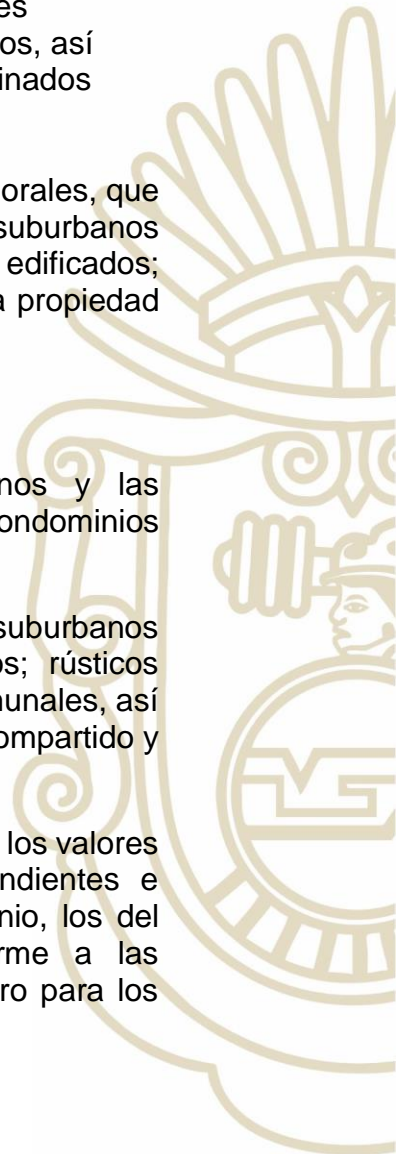 es
os, así
inados
orales, que
suburbanos
edificados;
a propiedad
nos y las
ondominios
suburbanos
os; rústicos
nunales, así
ompartido y
los valores
ndientes e
nio, los del
rme a las
ro para los